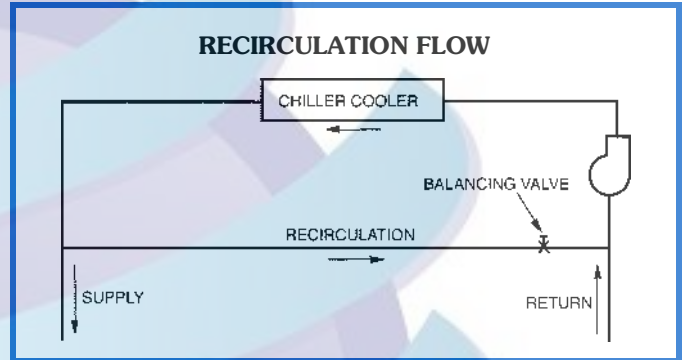 RECIRCULATION FLOW
CHILLER COOLER
BALANCING VALVE
RECIRCULATION
SUPPLY
RETURN